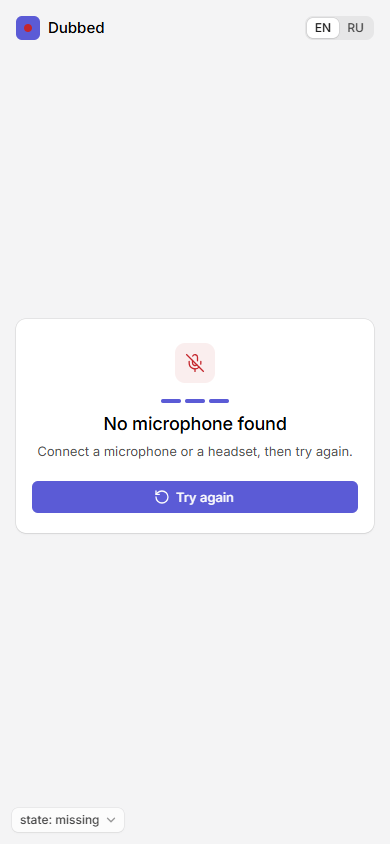 Dubbed
EN RU
No microphone found
Connect a microphone or a headset, then try again.
Try again
state: missing